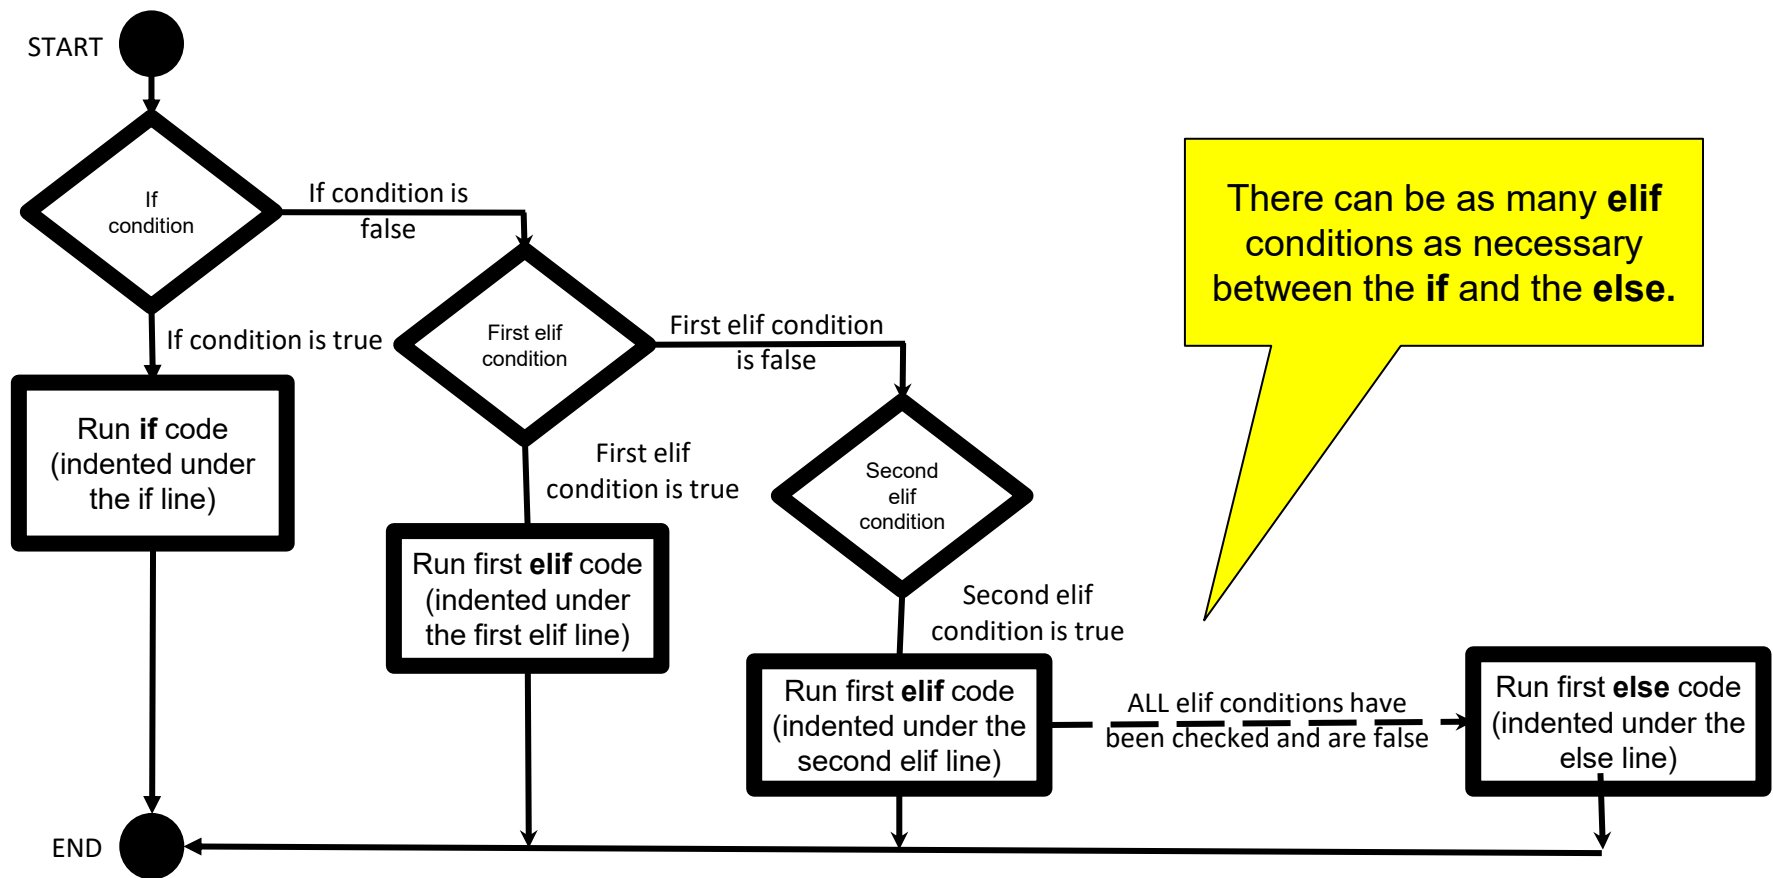 START
If
condition
If condition is
false
If condition is true
Run if code
(indented under
the if line)
First elif
condition
First elif condition
is false
First elif
condition is true
Run first elif code
(indented under
the first elif line)
Second
elif
condition
Second elif
condition is true
Run first elif code
(indented under the
second elif line)
There can be as many elif
conditions as necessary
between the if and the else.
ALL elif conditions have
been checked and are false
Run first else code
(indented under the
else line)
END